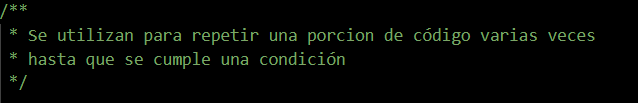 /**
* Se utilizan para repetir una porcion de código varias veces
* hasta que se cumple una condición
*/